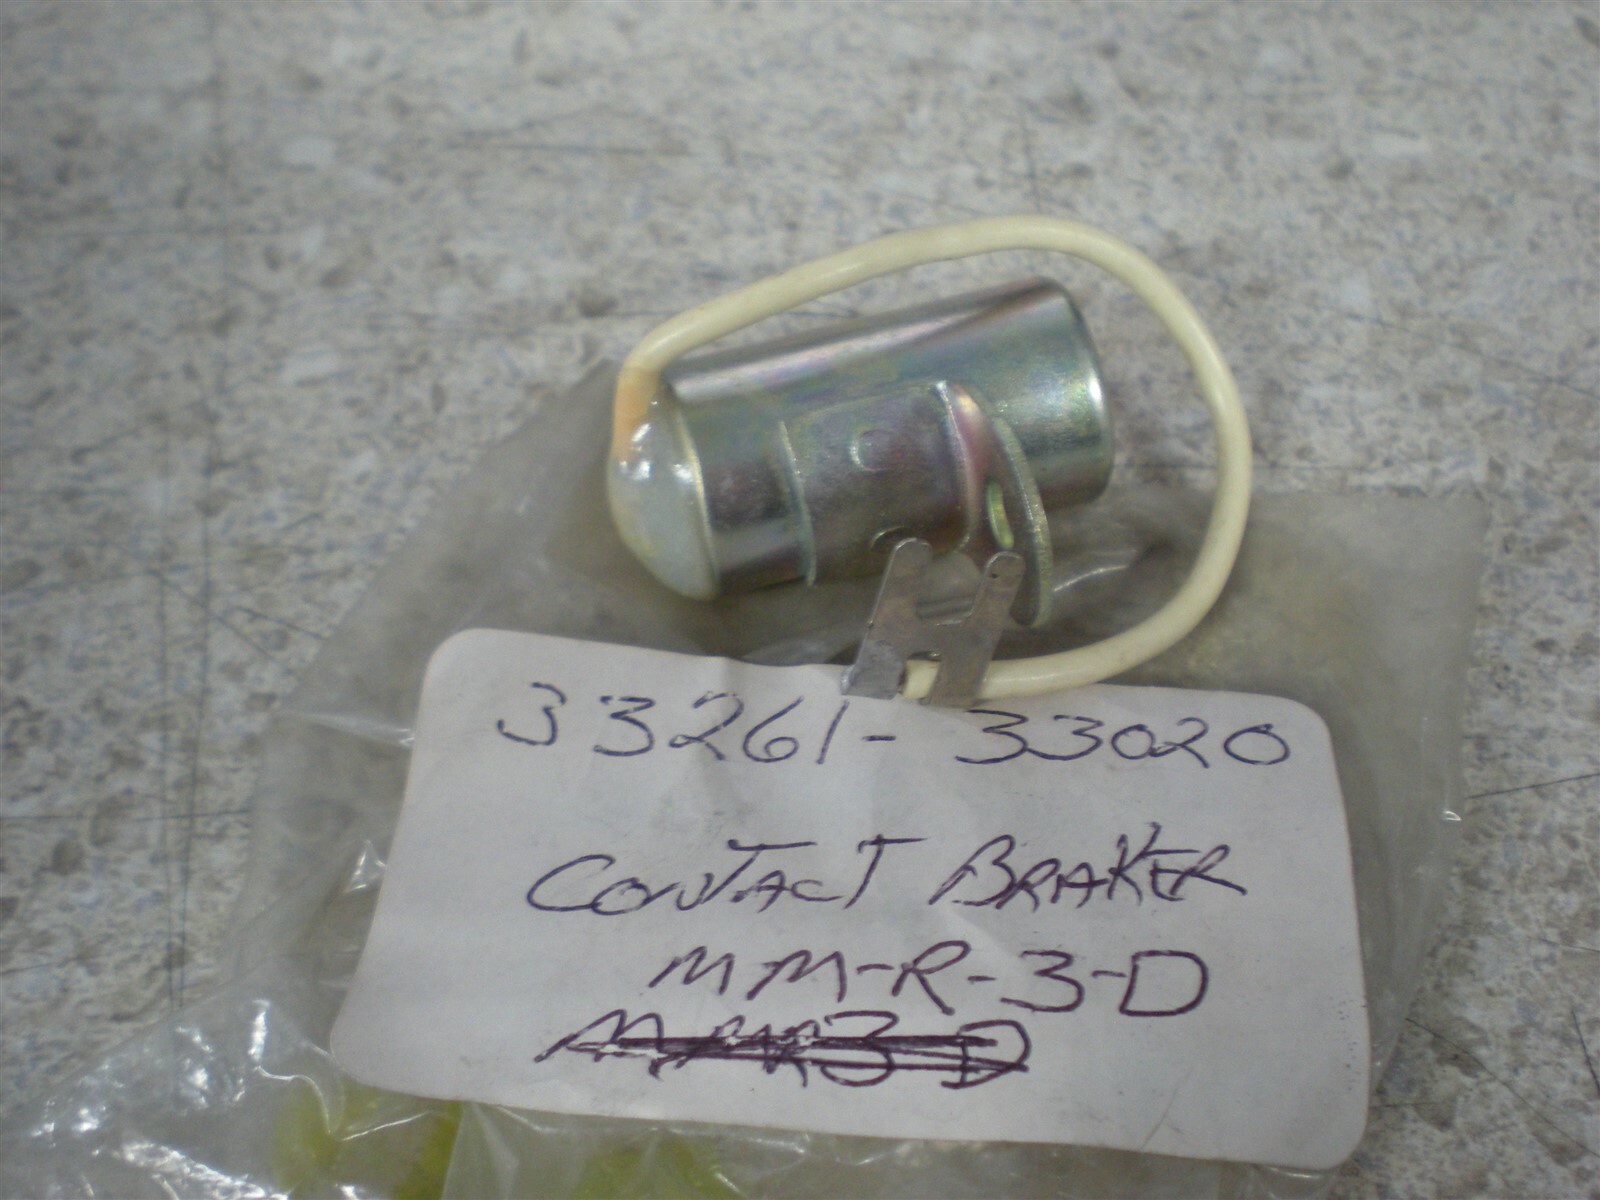 33261-33020
CONTACT BRAKER
MM-R-3-D